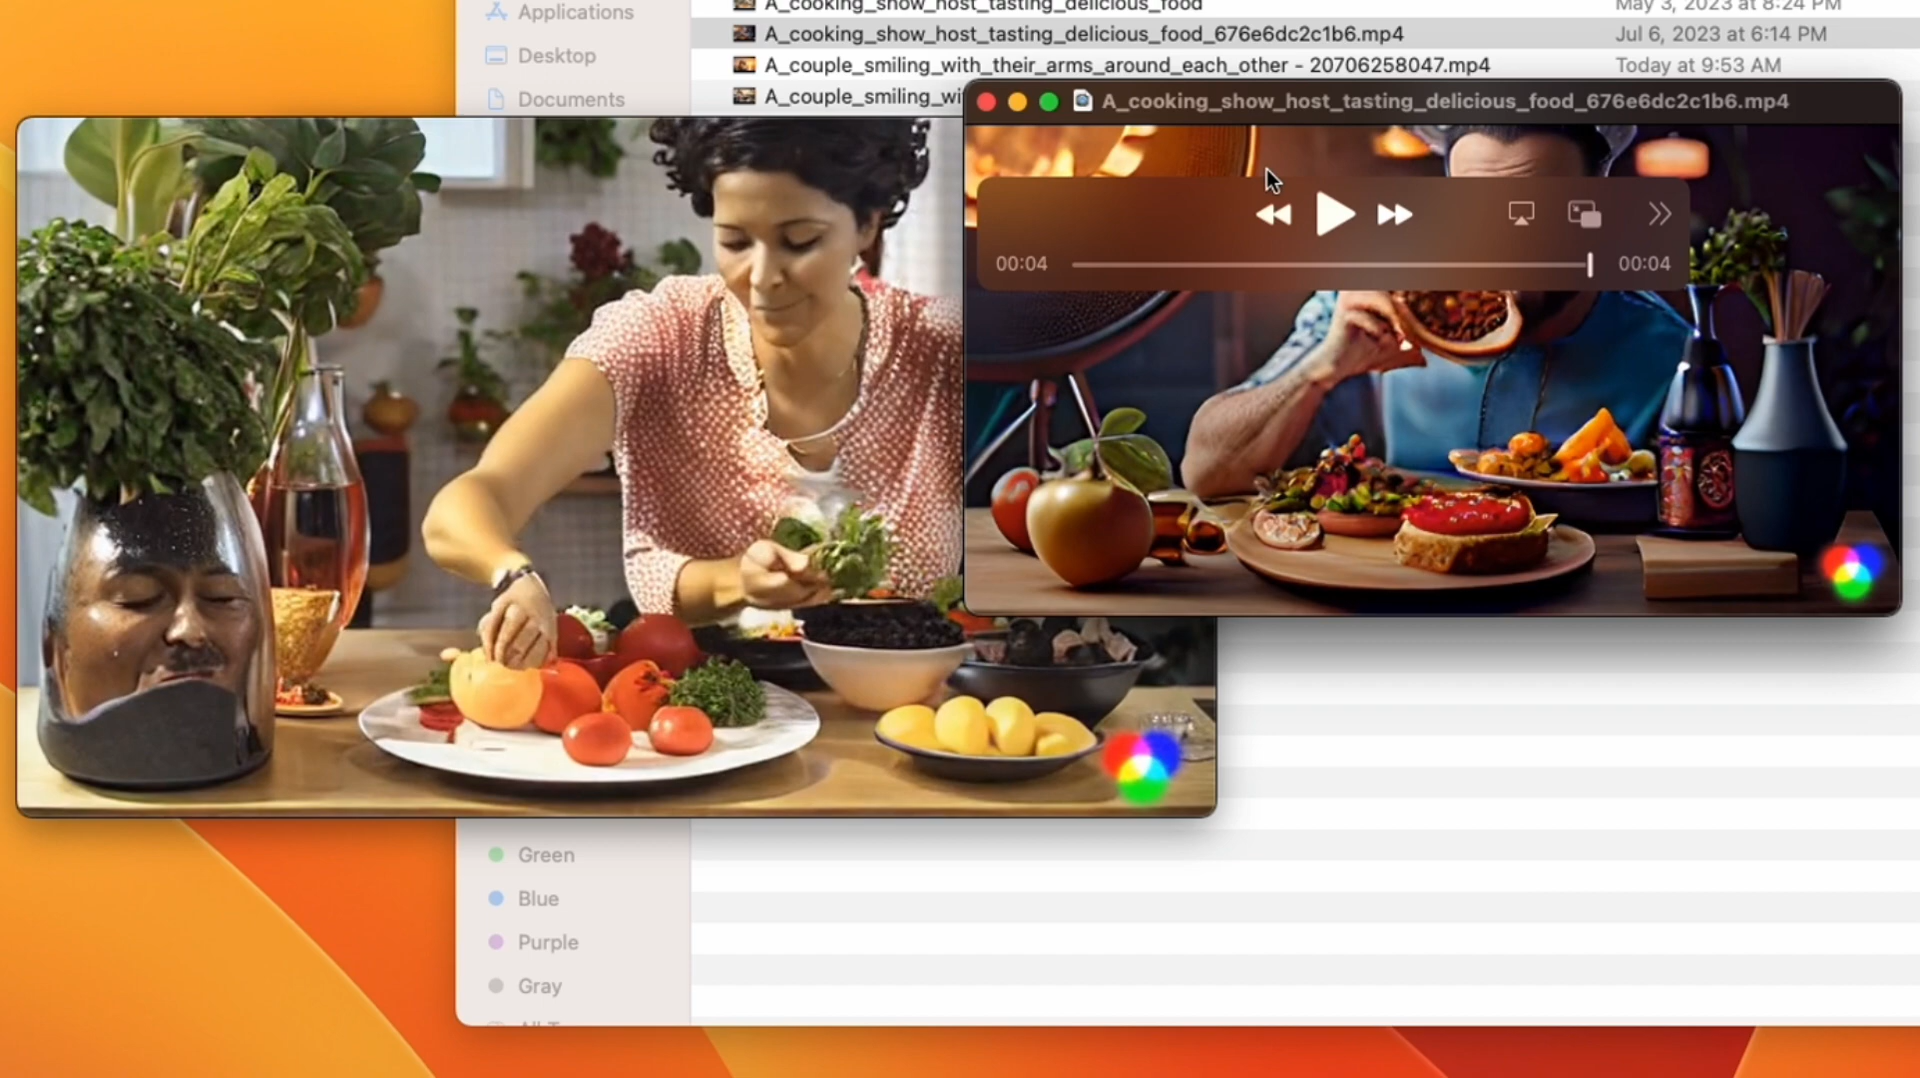 Applications
Desktop
Documents
A_cooking_show_host_tasting_delicious_food
May 3, 2023 at 8:24 PM
A_cooking_show_host_tasting_delicious_food_676e6dc2c1b6.mp4
Jul 6, 2023 at 6:14 PM
A_couple_smiling_with_their_arms_around_each_other - 20706258047.mp4
Today at 9:53 AM
A_couple_smiling_wi
A_cooking_show_host_tasting_delicious_food_676e6dc2c1b6.mp4
00:04
00:04
Green
Blue
Purple
Gray